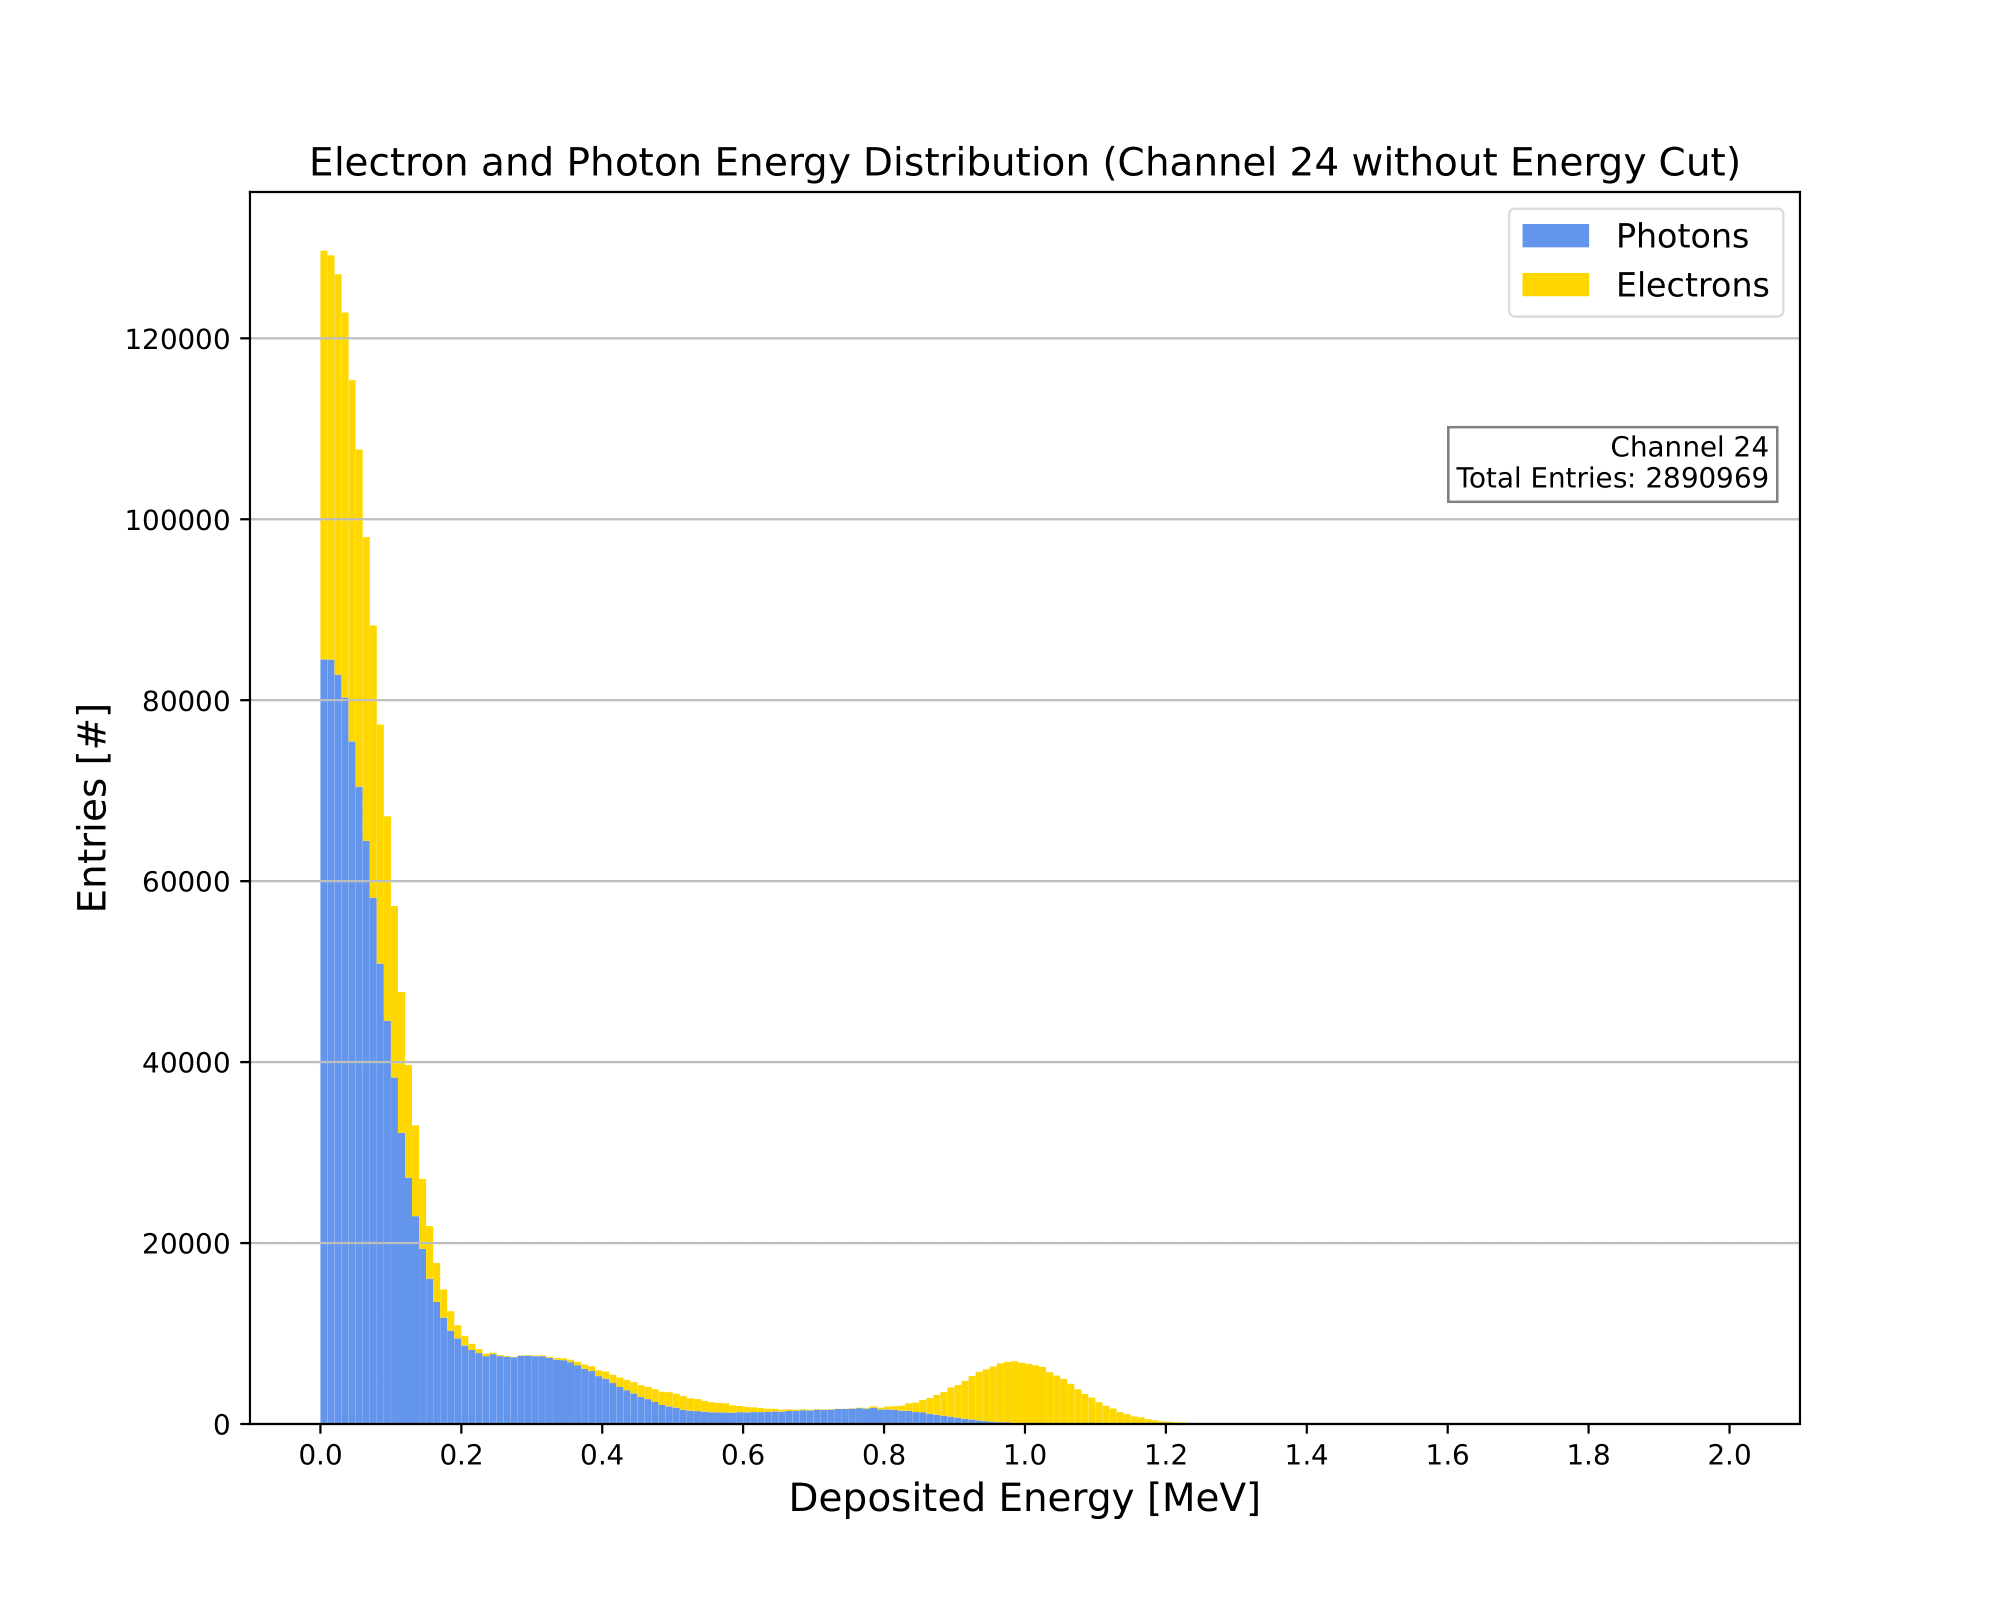 Electron and Photon Energy Distribution (Channel 24 without Energy Cut)
Photons
Electrons
Channel 24
Total Entries: 2890969
Entries [#]
120000
100000
80000
60000
40000
20000
0
0.0 0.2 0.4 0.6 0.8 1.0 1.2 1.4 1.6 1.8 2.0
Deposited Energy [MeV]